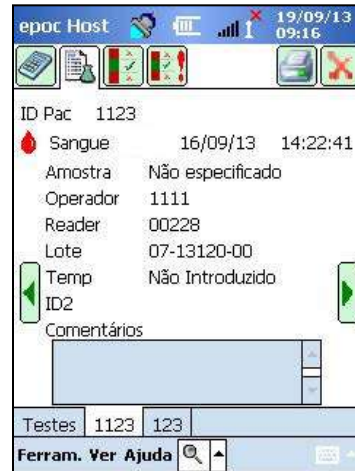 epoc Host 19/09/13 09:16
ID Pac 1123
Sangue 16/09/13 14:22:41
Amostra Não especificado
Operador 1111
Reader 00228
Lote 07-13120-00
Temp Não Introduzido
ID2
Comentários
Testes 1123 123
Ferram. Ver Ajuda